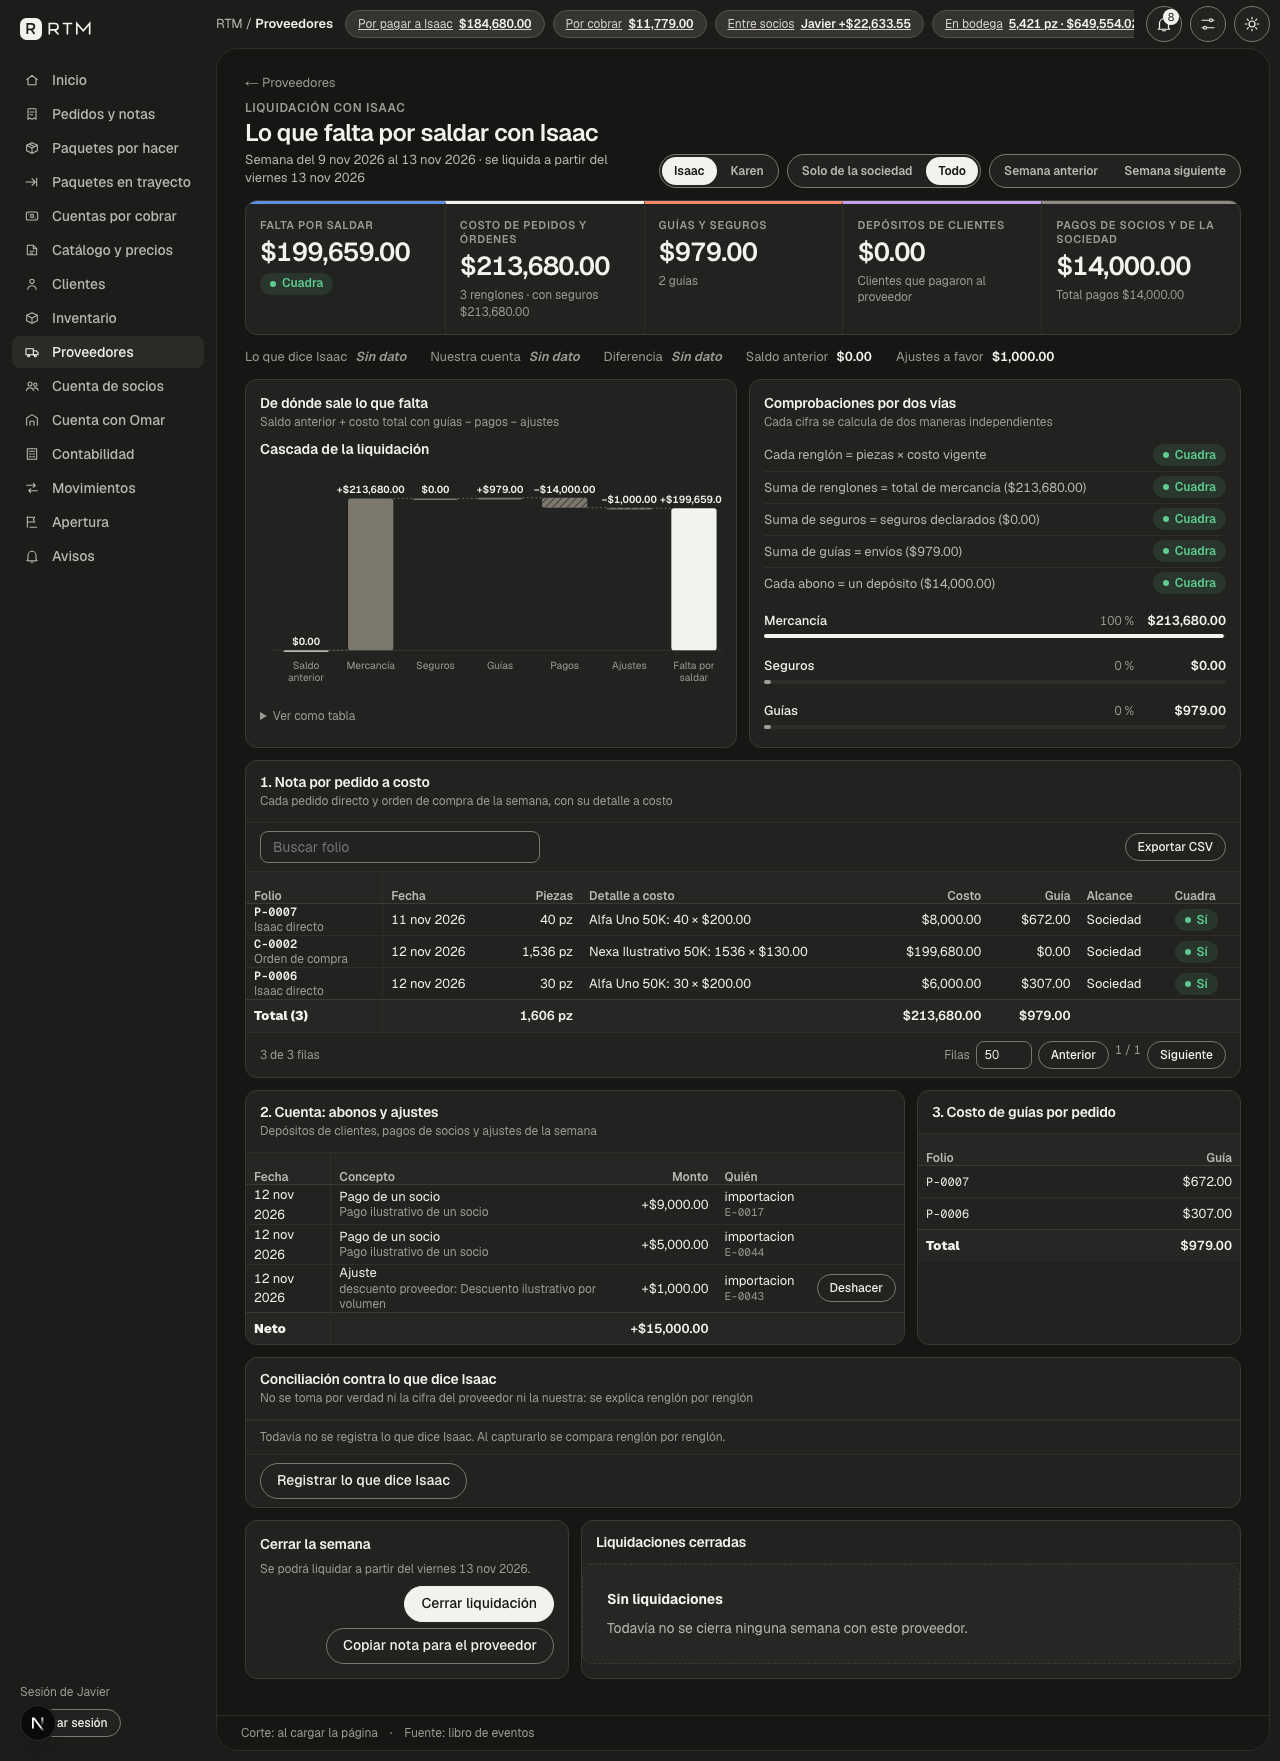 R RTM
RTM / Proveedores
Por pagar a Isaac $184,680.00
Por cobrar $11,779.00
Entre socios Javier +$22,633.55
En bodega 5,421 pz · $649,554.02
8
Inicio
Pedidos y notas
Paquetes por hacer
Paquetes en trayecto
Cuentas por cobrar
Catálogo y precios
Clientes
Inventario
Proveedores
Cuenta de socios
Cuenta con Omar
Contabilidad
Movimientos
Apertura
Avisos
Sesión de Javier
N ar sesión
← Proveedores
LIQUIDACIÓN CON ISAAC
Lo que falta por saldar con Isaac
Semana del 9 nov 2026 al 13 nov 2026 · se liquida a partir del
viernes 13 nov 2026
Isaac Karen
Solo de la sociedad Todo
Semana anterior Semana siguiente
FALTA POR SALDAR
$199,659.00
Cuadra
COSTO DE PEDIDOS Y
ÓRDENES
$213,680.00
3 renglones · con seguros
$213,680.00
GUÍAS Y SEGUROS
$979.00
2 guías
DEPÓSITOS DE CLIENTES
$0.00
Clientes que pagaron al
proveedor
PAGOS DE SOCIOS Y DE LA
SOCIEDAD
$14,000.00
Total pagos $14,000.00
Lo que dice Isaac Sin dato Nuestra cuenta Sin dato Diferencia Sin dato Saldo anterior $0.00 Ajustes a favor $1,000.00
De dónde sale lo que falta
Saldo anterior + costo total con guías − pagos − ajustes
Cascada de la liquidación
+$213,680.00 $0.00 +$979.00 −$14,000.00 −$1,000.00 +$199,659.0
$0.00
Saldo anterior
Mercancía
Seguros
Guías
Pagos
Ajustes
Falta por saldar
▶ Ver como tabla
Comprobaciones por dos vías
Cada cifra se calcula de dos maneras independientes
Cada renglón = piezas × costo vigente Cuadra
Suma de renglones = total de mercancía ($213,680.00) Cuadra
Suma de seguros = seguros declarados ($0.00) Cuadra
Suma de guías = envíos ($979.00) Cuadra
Cada abono = un depósito ($14,000.00) Cuadra
Mercancía 100 % $213,680.00
Seguros 0 % $0.00
Guías 0 % $979.00
1. Nota por pedido a costo
Cada pedido directo y orden de compra de la semana, con su detalle a costo
Buscar folio
Exportar CSV
Folio Fecha Piezas Detalle a costo Costo Guía Alcance Cuadra
P-0007
Isaac directo
11 nov 2026 40 pz Alfa Uno 50K: 40 × $200.00 $8,000.00 $672.00 Sociedad Sí
C-0002
Orden de compra
12 nov 2026 1,536 pz Nexa Ilustrativo 50K: 1536 × $130.00 $199,680.00 $0.00 Sociedad Sí
P-0006
Isaac directo
12 nov 2026 30 pz Alfa Uno 50K: 30 × $200.00 $6,000.00 $307.00 Sociedad Sí
Total (3) 1,606 pz $213,680.00 $979.00
3 de 3 filas
Filas 50 Anterior 1 / 1 Siguiente
2. Cuenta: abonos y ajustes
Depósitos de clientes, pagos de socios y ajustes de la semana
Fecha Concepto Monto Quién
12 nov 2026
Pago de un socio
Pago ilustrativo de un socio
+$9,000.00
importacion
E-0017
12 nov 2026
Pago de un socio
Pago ilustrativo de un socio
+$5,000.00
importacion
E-0044
12 nov 2026
Ajuste
descuento proveedor: Descuento ilustrativo por
volumen
+$1,000.00
importacion
E-0043
Deshacer
Neto +$15,000.00
3. Costo de guías por pedido
Folio Guía
P-0007 $672.00
P-0006 $307.00
Total $979.00
Conciliación contra lo que dice Isaac
No se toma por verdad ni la cifra del proveedor ni la nuestra: se explica renglón por renglón
Todavía no se registra lo que dice Isaac. Al capturarlo se compara renglón por renglón.
Registrar lo que dice Isaac
Cerrar la semana
Se podrá liquidar a partir del viernes 13 nov 2026.
Cerrar liquidación
Copiar nota para el proveedor
Liquidaciones cerradas
Sin liquidaciones
Todavía no se cierra ninguna semana con este proveedor.
Corte: al cargar la página · Fuente: libro de eventos